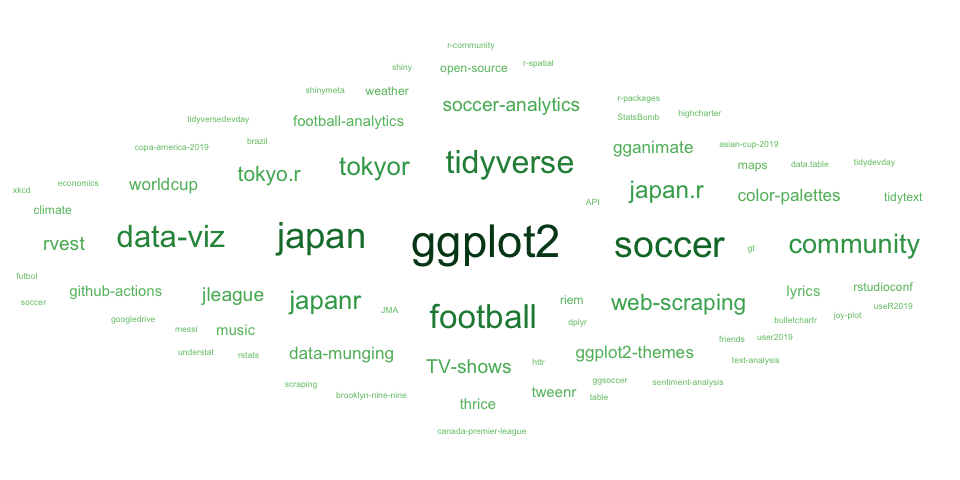 r-community
shiny
open-source
r-spatial
shinymeta
weather
soccer-analytics
r-packages
StatsBomb
highcharter
tidyversedevday
football-analytics
brazil
copa-america-2019
gganimate
asian-cup-2019
tokyo.r
tokyor
tidyverse
maps
data.table
tidydevday
xkcd
economics
worldcup
japan.r
color-palettes
tidytext
climate
API
rvest
data-viz
japan
ggplot2
soccer
gt
community
futbol
github-actions
jleague
japanr
riem
web-scraping
lyrics
rstudioconf
soccer
googledrive
JMA
football
dplyr
bulletchartr
joy-plot
useR2019
messi
music
friends
user2019
understat
rstats
data-munging
TV-shows
httr
ggplot2-themes
text-analysis
scraping
brooklyn-nine-nine
tweenr
ggsoccer
table
sentiment-analysis
thrice
canada-premier-league